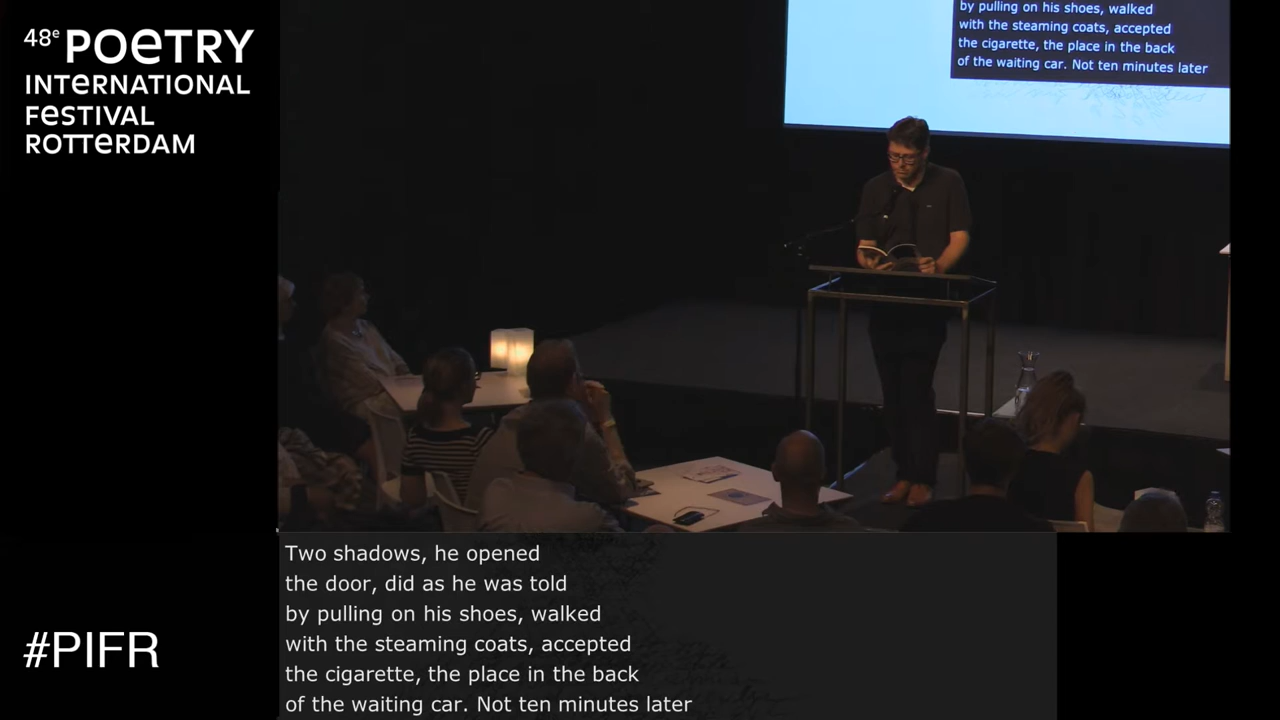 48e POETRY
INTERNATIONAL
FESTIVAL
ROTTERDAM
by pulling on his shoes, walked
with the steaming coats, accepted
the cigarette, the place in the back
of the waiting car. Not ten minutes later
Two shadows, he opened
the door, did as he was told
by pulling on his shoes, walked
with the steaming coats, accepted
the cigarette, the place in the back
of the waiting car. Not ten minutes later
#PIFR